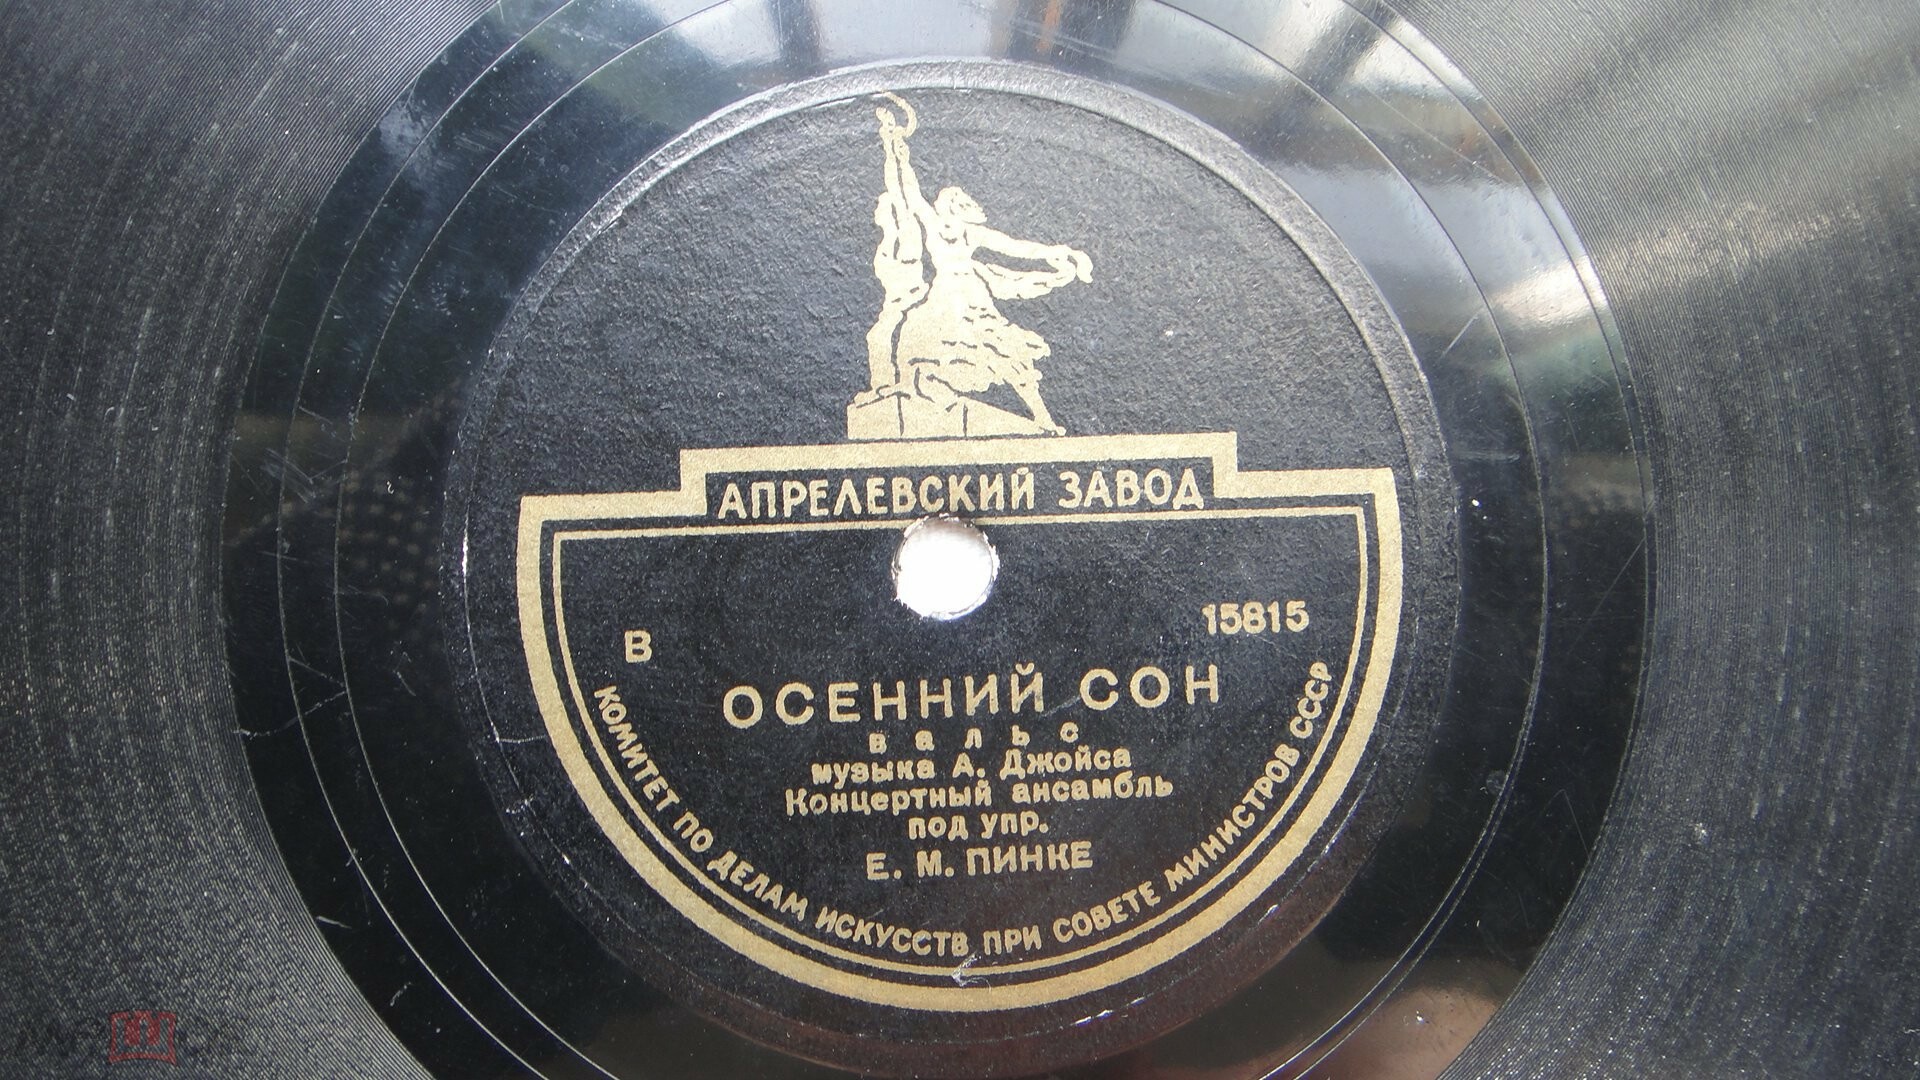 АПРЕЛЕВСКИЙ ЗАВОД
В
15815
ОСЕННИЙ СОН
вальс
музыка А. Джойса
Концертный ансамбль
под упр.
Е. М. ПИНКЕ
КОМИТЕТ ПО ДЕЛАМ ИСКУССТВ ПРИ СОВЕТЕ МИНИСТРОВ СССР